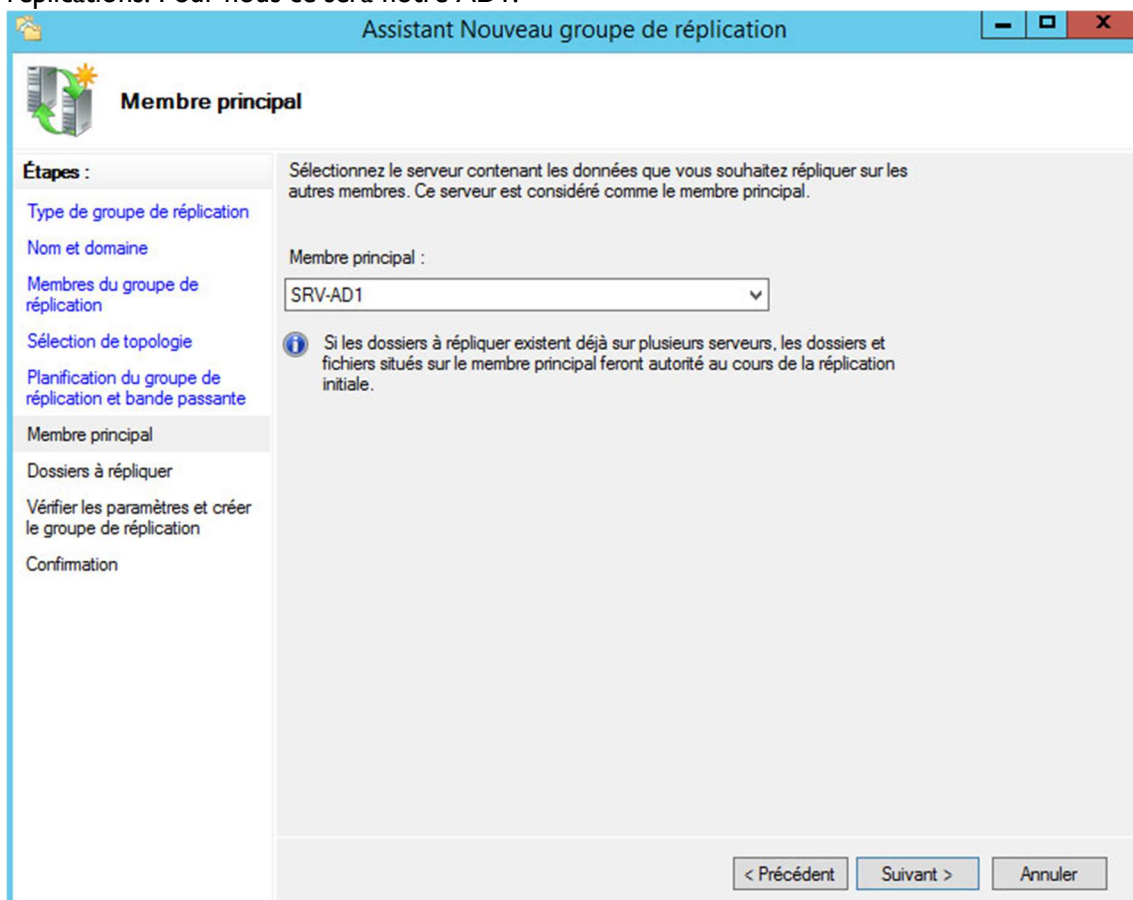 réplications. Pour nous ce sera notre AD1.
Assistant Nouveau groupe de réplication
Membre principal
Étapes :
Type de groupe de réplication
Nom et domaine
Membres du groupe de
réplication
Sélection de topologie
Planification du groupe de
réplication et bande passante
Membre principal
Dossiers à répliquer
Vérifier les paramètres et créer
le groupe de réplication
Confirmation
Sélectionnez le serveur contenant les données que vous souhaitez répliquer sur les
autres membres. Ce serveur est considéré comme le membre principal.
Membre principal :
SRV-AD1
Si les dossiers à répliquer existent déjà sur plusieurs serveurs, les dossiers et
fichiers situés sur le membre principal feront autorité au cours de la réplication
initiale.
< Précédent
Suivant >
Annuler